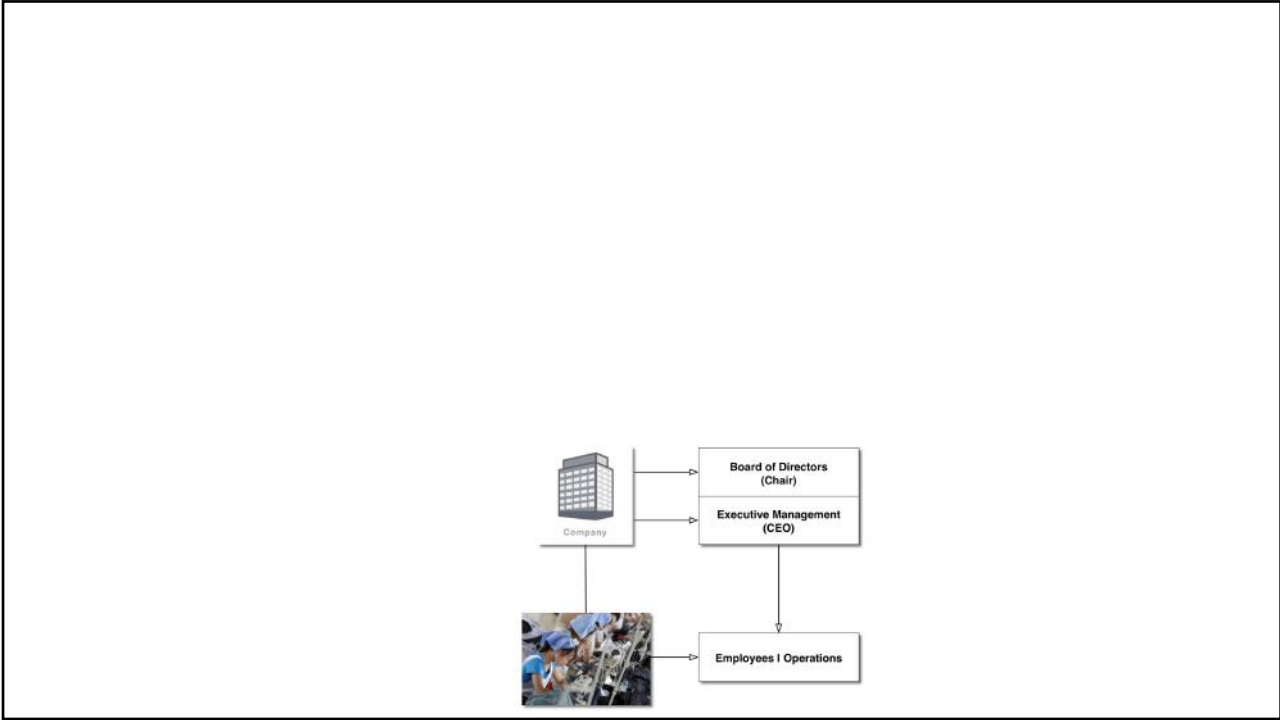 Board of Directors
(Chair)
Executive Management
(CEO)
Company
Employees I Operations